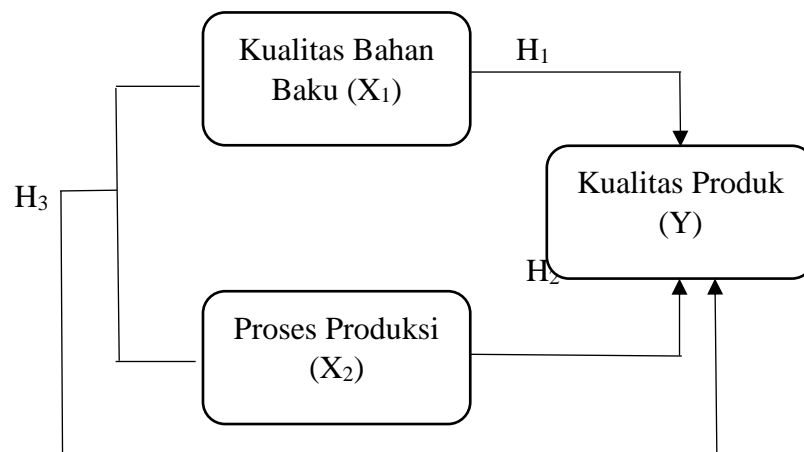 Kualitas Bahan
Baku (X₁)
H₁
Kualitas Produk
(Y)
H₃
H₂
Proses Produksi
(X₂)